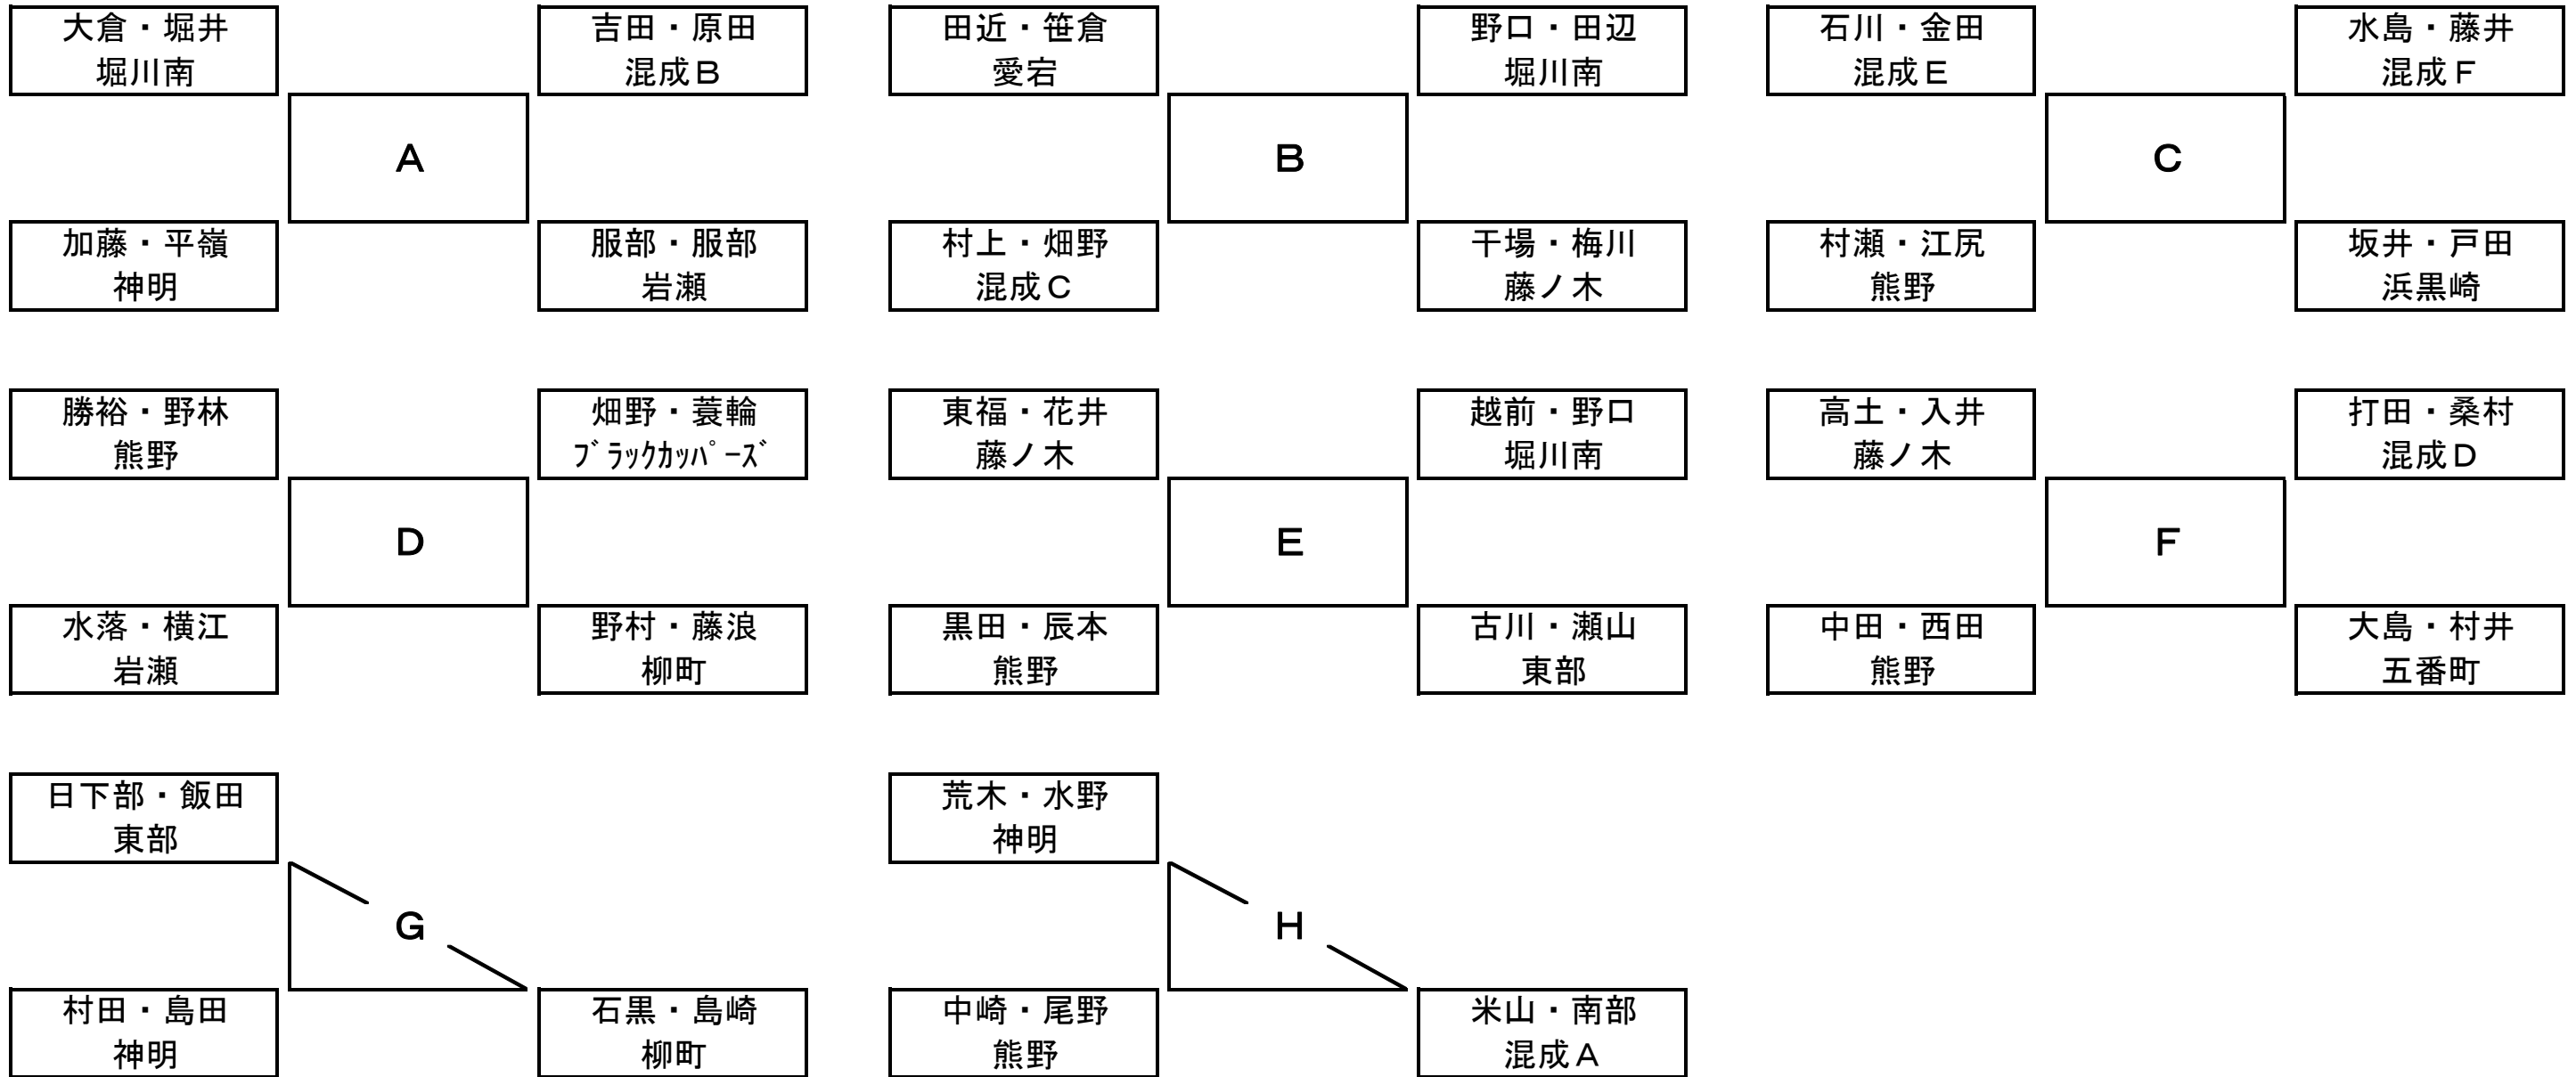 大倉・堀井
堀川南
吉田・原田
混成Ｂ
A
加藤・平嶺
神明
服部・服部
岩瀬
田近・笹倉
愛宕
野口・田辺
堀川南
B
村上・畑野
混成Ｃ
干場・梅川
藤ノ木
石川・金田
混成Ｅ
水島・藤井
混成Ｆ
C
村瀬・江尻
熊野
坂井・戸田
浜黒崎
勝裕・野林
熊野
畑野・蓑輪
ﾌﾞﾗｯｸｶｯﾊﾟｰｽﾞ
D
水落・横江
岩瀬
野村・藤浪
柳町
東福・花井
藤ノ木
越前・野口
堀川南
E
黒田・辰本
熊野
古川・瀬山
東部
高土・入井
藤ノ木
打田・桑村
混成Ｄ
F
中田・西田
熊野
大島・村井
五番町
日下部・飯田
東部
G
村田・島田
神明
石黒・島崎
柳町
荒木・水野
神明
H
中崎・尾野
熊野
米山・南部
混成Ａ